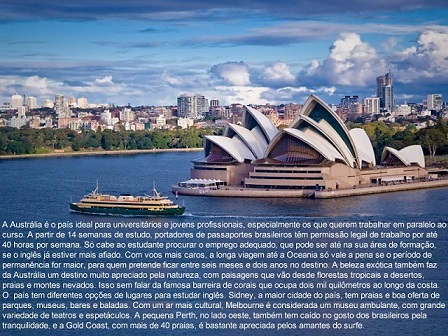 A Austrália é o país ideal para universitários e jovens profissionais, especialmente os que querem trabalhar em paralelo ao
curso. A partir de 14 semanas de estudo, portadores de passaportes brasileiros têm permissão legal de trabalho por até
40 horas por semana. Só cabe ao estudante procurar o emprego adequado, que pode ser até na sua área de formação,
se o inglês já estiver mais afiado. Com voos mais caros, a longa viagem até a Oceania só vale a pena se o período de
permanência for maior, para quem pretende ficar entre seis meses e dois anos no destino. A beleza exótica também faz
da Austrália um destino muito apreciado pela natureza, com paisagens que vão desde florestas tropicais a desertos,
praias e montes nevados. Isso sem falar da famosa barreira de corais que ocupa dois mil quilômetros ao longo da costa.
O país tem diferentes opções de lugares para estudar inglês. Sidney, a maior cidade do país, tem praias e boa oferta de
parques, museus, bares e baladas. Com um ar mais cultural, Melbourne é considerada um museu ambulante, com grande
variedade de teatros e espetáculos. A pequena Perth, no lado oeste, também tem conquistado o gosto dos brasileiros pela
tranquilidade, e a Gold Coast, com mais de 40 praias, é bastante apreciada pelos amantes do surfe.